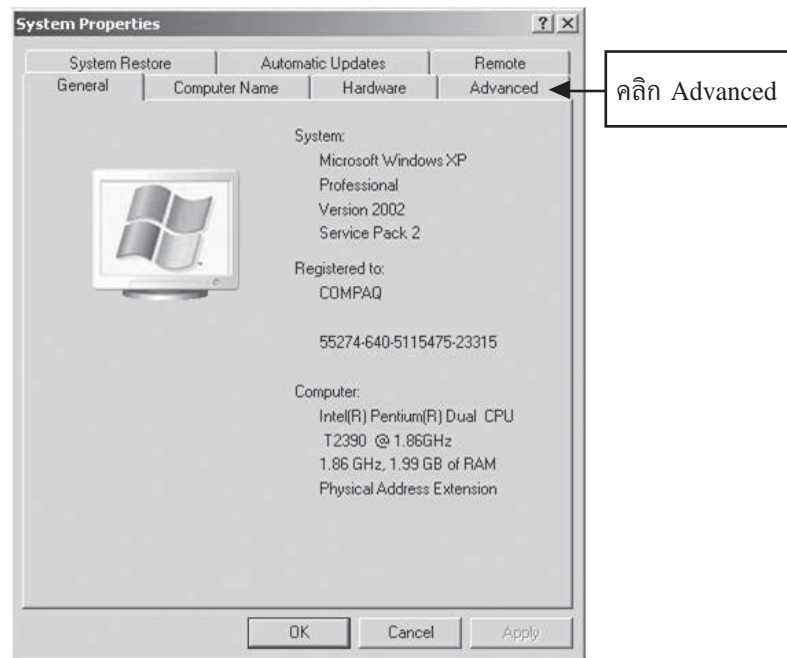 System Properties
System Restore
Automatic Updates
Remote
General
Computer Name
Hardware
Advanced
คลิก Advanced
System:
Microsoft Windows XP
Professional
Version 2002
Service Pack 2
Registered to:
COMPAQ
55274-640-5115475-23315
Computer:
Intel(R) Pentium(R) Dual CPU
T2390 @ 1.86GHz
1.86 GHz, 1.99 GB of RAM
Physical Address Extension
OK
Cancel
Apply